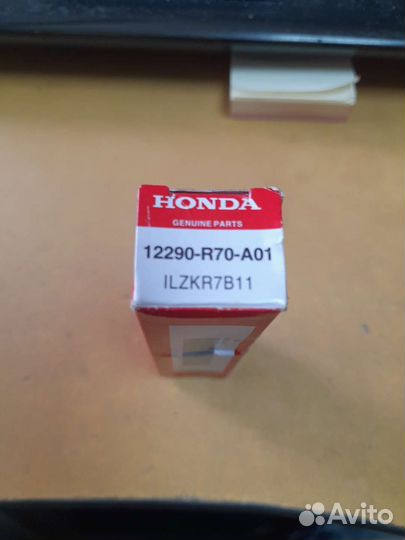 HONDA
GENUINE PARTS
12290-R70-A01
ILZKR7B11
Avito